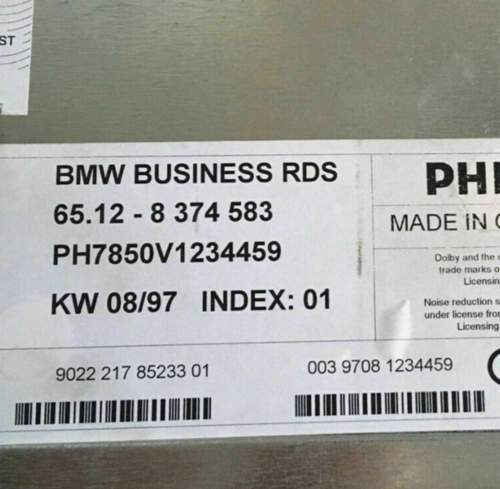 ST
BMW BUSINESS RDS
65.12 - 8 374 583
PH7850V1234459
KW 08/97 INDEX: 01
9022 217 85233 01
003 9708 1234459
PHI
MADE IN
Dolby and the
trade marks o
Licensin
Noise reduction s
under license fro
Licensing